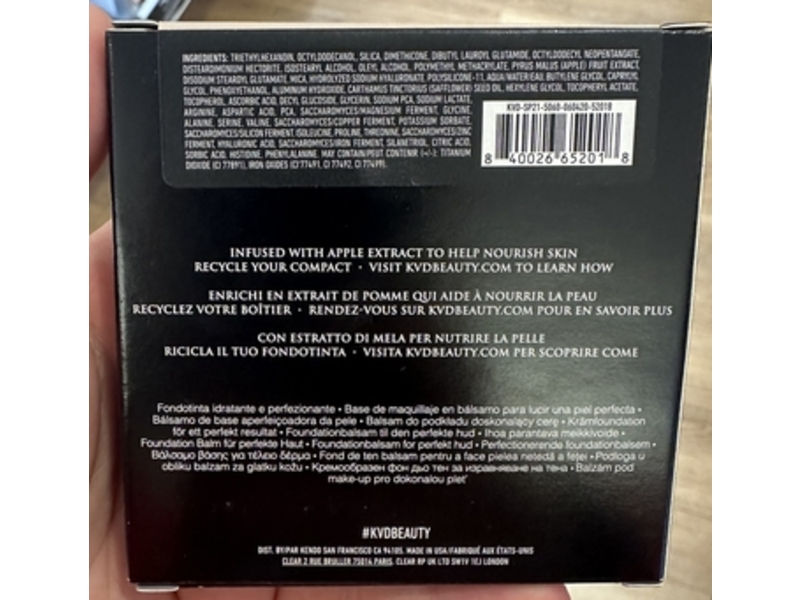 INGREDIENTS: TRIETHYLHEXANOIN, OCTYLDODECANOL, SILICA, DIMETHICONE, DIBUTYL LAUROYL GLUTAMIDE, OCTYLDODECYL NEOPENTANOATE,
DISTEARDIMONIUM HECTORITE, ISOSTEARYL ALCOHOL, OLEYL ALCOHOL, POLYMETHYL METHACRYLATE, PYRUS MALUS (APPLE) FRUIT EXTRACT,
DISODIUM STEAROYL GLUTAMATE, MICA, HYDROLYZED SODIUM HYALURONATE, POLYSILICONE-11, AQUA/WATER/EAU, BUTYLENE GLYCOL, CAPRYLYL
GLYCOL, PHENOXYETHANOL, ALUMINUM HYDROXIDE, CARTHAMUS TINCTORIUS (SAFFLOWER) SEED OIL, HEXYLENE GLYCOL, TOCOPHERYL ACETATE,
TOCOPHEROL, ASCORBIC ACID, DECYL GLUCOSIDE, GLYCERIN, SODIUM PCA, SODIUM LACTATE,
ARGININE, ASPARTIC ACID, PCA, SACCHAROMYCES/MAGNESIUM FERMENT, GLYCINE,
ALANINE, SERINE, VALINE, SACCHAROMYCES/COPPER FERMENT, POTASSIUM SORBATE,
SACCHAROMYCES/SILICON FERMENT, ISOLEUCINE, PROLINE, THREONINE, SACCHAROMYCES/ZINC
FERMENT, HYALURONIC ACID, SACCHAROMYCES/IRON FERMENT, SILANETRIOL, CITRIC ACID,
SORBIC ACID, HISTIDINE, PHENYLALANINE, MAY CONTAIN/PEUT CONTENIR (+/-): TITANIUM
DIOXIDE (CI 77891), IRON OXIDES (CI 77491, CI 77492, CI 77499).
KVD-SP21-5060-060420-52018
8 40026 65201 8
INFUSED WITH APPLE EXTRACT TO HELP NOURISH SKIN
RECYCLE YOUR COMPACT • VISIT KVDBEAUTY.COM TO LEARN HOW
ENRICHI EN EXTRAIT DE POMME QUI AIDE À NOURRIR LA PEAU
RECYCLEZ VOTRE BOÎTIER • RENDEZ-VOUS SUR KVDBEAUTY.COM POUR EN SAVOIR PLUS
CON ESTRATTO DI MELA PER NUTRIRE LA PELLE
RICICLA IL TUO FONDOTINTA • VISITA KVDBEAUTY.COM PER SCOPRIRE COME
Fondotinta idratante e perfezionante • Base de maquillaje en bálsamo para lucir una piel perfecta •
Bálsamo de base aperfeiçoadora da pele • Balsam do podkładu doskonalący cerę • Krämfoundation
för ett perfekt resultat • Foundationbalsam til den perfekte hud • Ihoa parantava meikkivoide •
Foundation Balm für perfekte Haut • Foundationbalsam for perfekt hud • Perfectionerende foundationbalsem •
Βάλσαμο βάσης για τέλειο δέρμα • Fond de ten balsam pentru a face pielea netedă a feței • Podloga u
obliku balzam za glatku kožu • Кремообразен фон дьо тен за изравняване на тена • Balzám pod
make-up pro dokonalou pleť
#KVDBEAUTY
DIST. BY/PAR KENDO SAN FRANCISCO CA 94105. MADE IN USA/FABRIQUÉ AUX ÉTATS-UNIS
CLEAR 2 RUE BRULLER 75014 PARIS. CLEAR RP UK LTD SW1V 1EJ LONDON